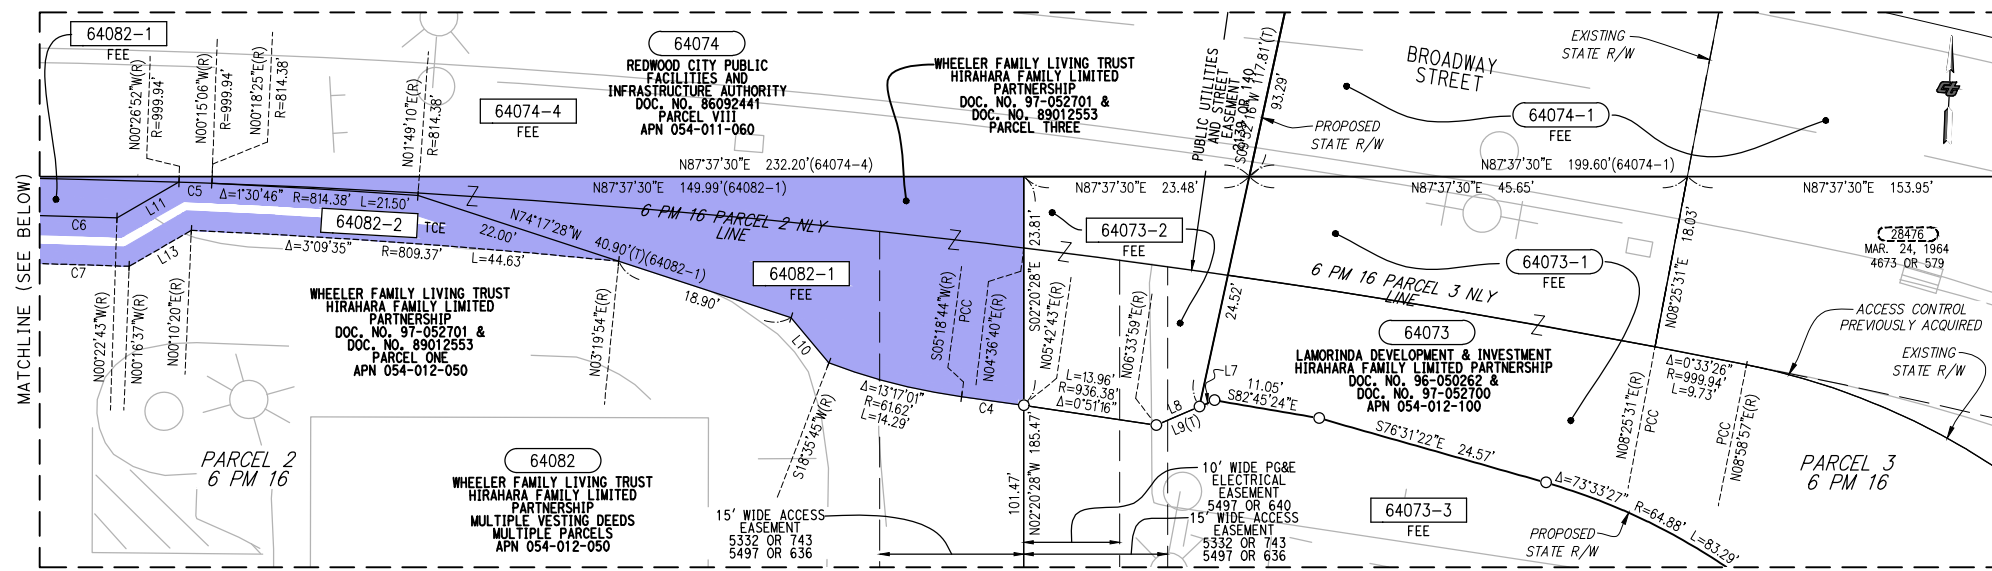 64082-1
FEE
N00°26'52"W(R)
R=999.94'
N00°15'06"W(R)
R=999.94'
N00°18'25"E(R)
R=814.38'
N01°49'10"E(R)
R=814.38'
64074-4
FEE
64074
REDWOOD CITY PUBLIC
FACILITIES AND
INFRASTRUCTURE AUTHORITY
DOC. NO. 86092441
PARCEL VIII
APN 054-011-060
WHEELER FAMILY LIVING TRUST
HIRAHARA FAMILY LIMITED
PARTNERSHIP
DOC. NO. 97-052701 &
DOC. NO. 89012553
PARCEL THREE
PUBLIC UTILITIES
AND STREET
EASEMENT
2139 OR 140
117.81'(T)
93.29'
PROPOSED
STATE R/W
EXISTING
STATE R/W
BROADWAY
STREET
64074-1
FEE
N87°37'30"E 232.20'(64074-4)
N87°37'30"E 199.60'(64074-1)
N87°37'30"E 149.99'(64082-1)
N87°37'30"E 23.48'
N87°37'30"E 45.65'
N87°37'30"E 153.95'
MATCHLINE (SEE BELOW)
C5
Δ=1°30'46" R=814.38' L=21.50'
L11
C6
64082-2
TCE
C7
L13
Δ=3°09'35" R=809.37' L=44.63'
N74°17'28"W
22.00'
40.90'(T)(64082-1)
18.90'
6 PM 16 PARCEL 2 NLY
LINE
64082-1
FEE
L10
S05°18'44"W(R)
PCC
N04°36'40"E(R)
S02°20'28"E 23.81'
N05°42'43"E(R)
N06°33'59"E(R)
64073-2
FEE
24.52'
64073-1
FEE
6 PM 16 PARCEL 3 NLY
LINE
18.03'
N08°25'31"E
28476
MAR. 24, 1964
4673 OR 579
ACCESS CONTROL
PREVIOUSLY ACQUIRED
EXISTING
STATE R/W
WHEELER FAMILY LIVING TRUST
HIRAHARA FAMILY LIMITED
PARTNERSHIP
DOC. NO. 97-052701 &
DOC. NO. 89012553
PARCEL ONE
APN 054-012-050
N00°22'43"W(R)
N00°16'37"W(R)
N00°10'20"E(R)
N03°19'54"E(R)
S18°35'45"W(R)
Δ=13°17'01"
R=61.62'
L=14.29'
C4
L=13.96'
R=936.38'
Δ=0°51'16"
L8
L9(T)
L7
11.05'
S82°45'24"E
64073
LAMORINDA DEVELOPMENT & INVESTMENT
HIRAHARA FAMILY LIMITED PARTNERSHIP
DOC. NO. 96-050262 &
DOC. NO. 97-052700
APN 054-012-100
Δ=0°33'26"
R=999.94'
L=9.73'
N08°25'31"E(R)
PCC
PCC
N08°58'57"E(R)
S76°31'22"E 24.57'
PARCEL 2
6 PM 16
64082
WHEELER FAMILY LIVING TRUST
HIRAHARA FAMILY LIMITED
PARTNERSHIP
MULTIPLE VESTING DEEDS
MULTIPLE PARCELS
APN 054-012-050
15' WIDE ACCESS
EASEMENT
5332 OR 743
5497 OR 636
101.47'
N02°20'28"W 185.47'
10' WIDE PG&E
ELECTRICAL
EASEMENT
5497 OR 640
15' WIDE ACCESS
EASEMENT
5332 OR 743
5497 OR 636
64073-3
FEE
Δ=73°33'27" R=64.88' L=83.29'
PROPOSED
STATE R/W
PARCEL 3
6 PM 16